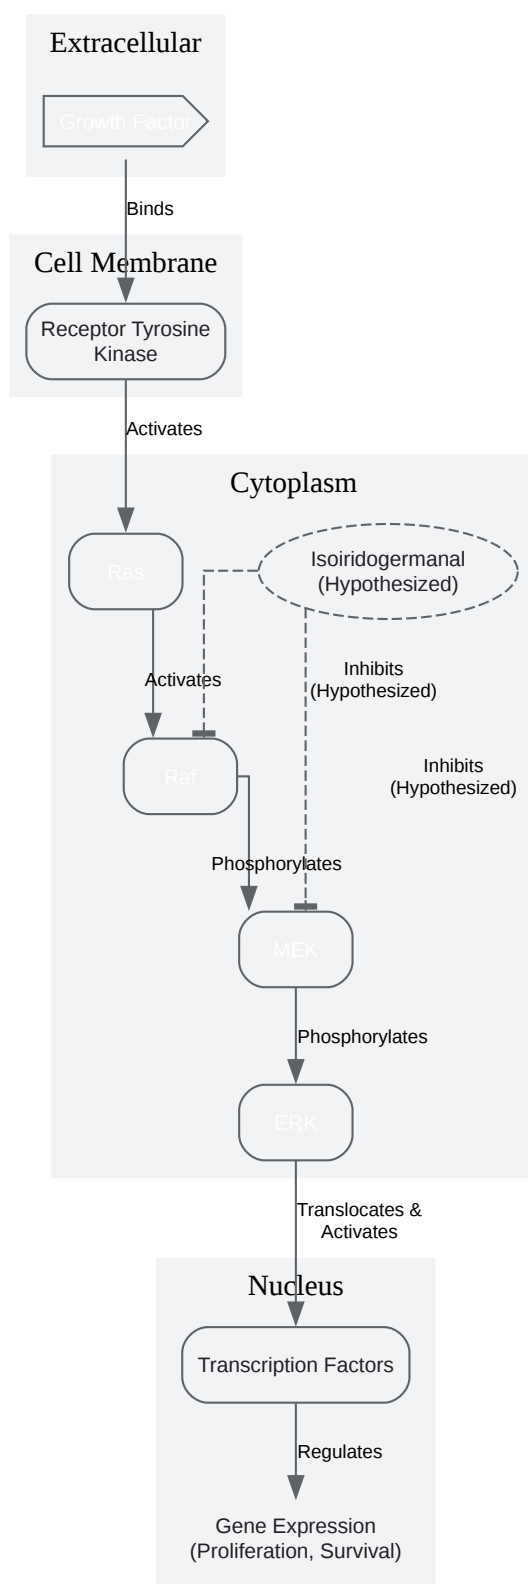 Extracellular
Growth Factor
Binds
Cell Membrane
Receptor Tyrosine
Kinase
Activates
Cytoplasm
Ras
Isoiridogermanal
(Hypothesized)
Activates
Inhibits
(Hypothesized)
Raf
Inhibits
(Hypothesized)
Phosphorylates
MEK
Phosphorylates
ERK
Translocates &
Activates
Nucleus
Transcription Factors
Regulates
Gene Expression
(Proliferation, Survival)